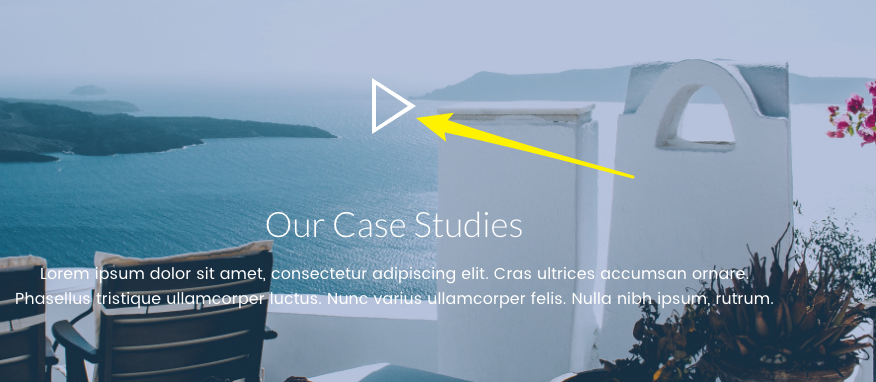 Our Case Studies
Lorem ipsum dolor sit amet, consectetur adipiscing elit. Cras ultrices accumsan ornare.
Phasellus tristique ullamcorper luctus. Nunc varius ullamcorper felis. Nulla nibh ipsum, rutrum.